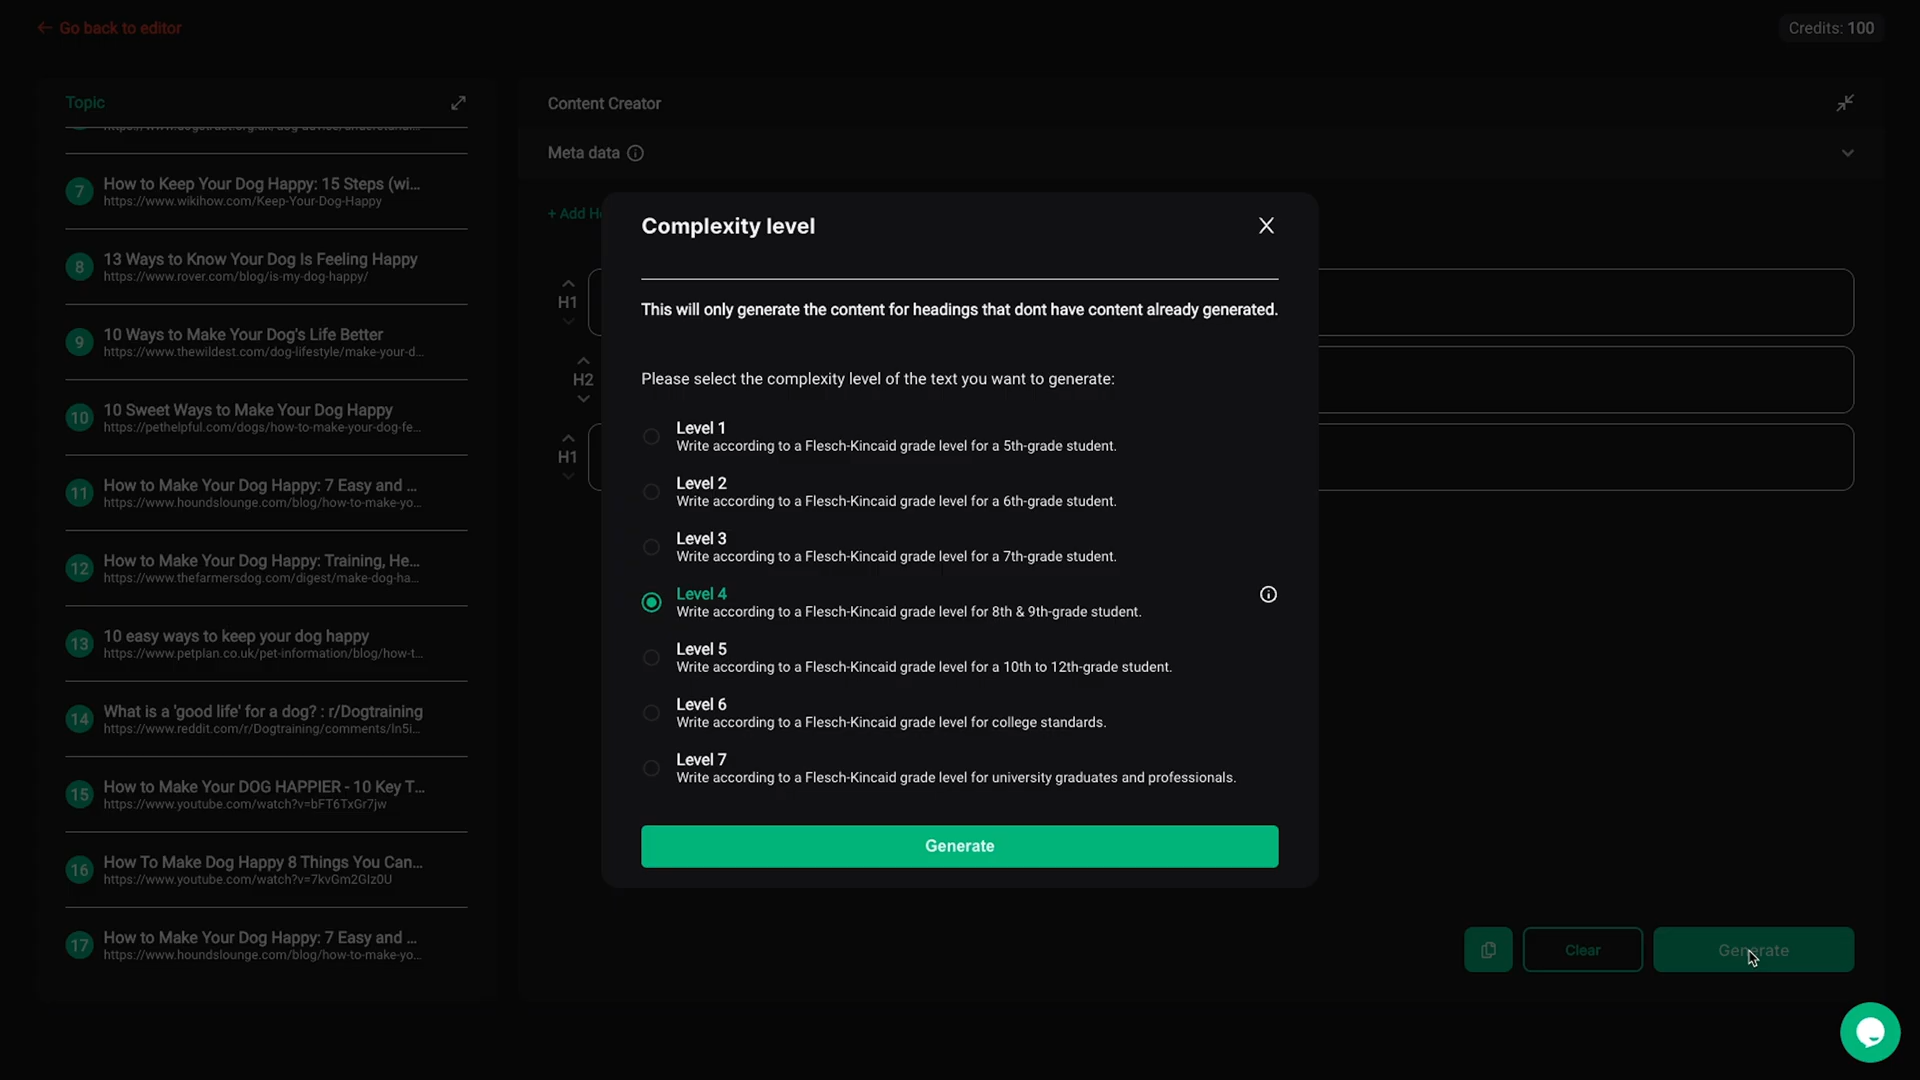 Go back to editor
Credits: 100
Topic
7
How to Keep Your Dog Happy: 15 Steps (wi...
https://www.wikihow.com/Keep-Your-Dog-Happy
8
13 Ways to Know Your Dog Is Feeling Happy
https://www.rover.com/blog/is-my-dog-happy/
9
10 Ways to Make Your Dog's Life Better
https://www.thewildest.com/dog-lifestyle/make-your-d...
10
10 Sweet Ways to Make Your Dog Happy
https://pethelpful.com/dogs/how-to-make-your-dog-fe...
11
How to Make Your Dog Happy: 7 Easy and ...
https://www.houndslounge.com/blog/how-to-make-yo...
12
How to Make Your Dog Happy: Training, He...
https://www.thefarmersdog.com/digest/make-dog-ha...
13
10 easy ways to keep your dog happy
https://www.petplan.co.uk/pet-information/blog/how-t...
14
What is a 'good life' for a dog? : r/Dogtraining
https://www.reddit.com/r/Dogtraining/comments/ln5i...
15
How to Make Your DOG HAPPIER - 10 Key T...
https://www.youtube.com/watch?v=bFT6TxGr7jw
16
How To Make Dog Happy 8 Things You Can...
https://www.youtube.com/watch?v=7kvGm2GIz0U
17
How to Make Your Dog Happy: 7 Easy and ...
https://www.houndslounge.com/blog/how-to-make-yo...
Content Creator
Meta data
+ Add
H1
H2
H1
Complexity level
This will only generate the content for headings that dont have content already generated.
Please select the complexity level of the text you want to generate:
Level 1
Write according to a Flesch-Kincaid grade level for a 5th-grade student.
Level 2
Write according to a Flesch-Kincaid grade level for a 6th-grade student.
Level 3
Write according to a Flesch-Kincaid grade level for a 7th-grade student.
Level 4
Write according to a Flesch-Kincaid grade level for 8th & 9th-grade student.
Level 5
Write according to a Flesch-Kincaid grade level for a 10th to 12th-grade student.
Level 6
Write according to a Flesch-Kincaid grade level for college standards.
Level 7
Write according to a Flesch-Kincaid grade level for university graduates and professionals.
Generate
Clear
Generate